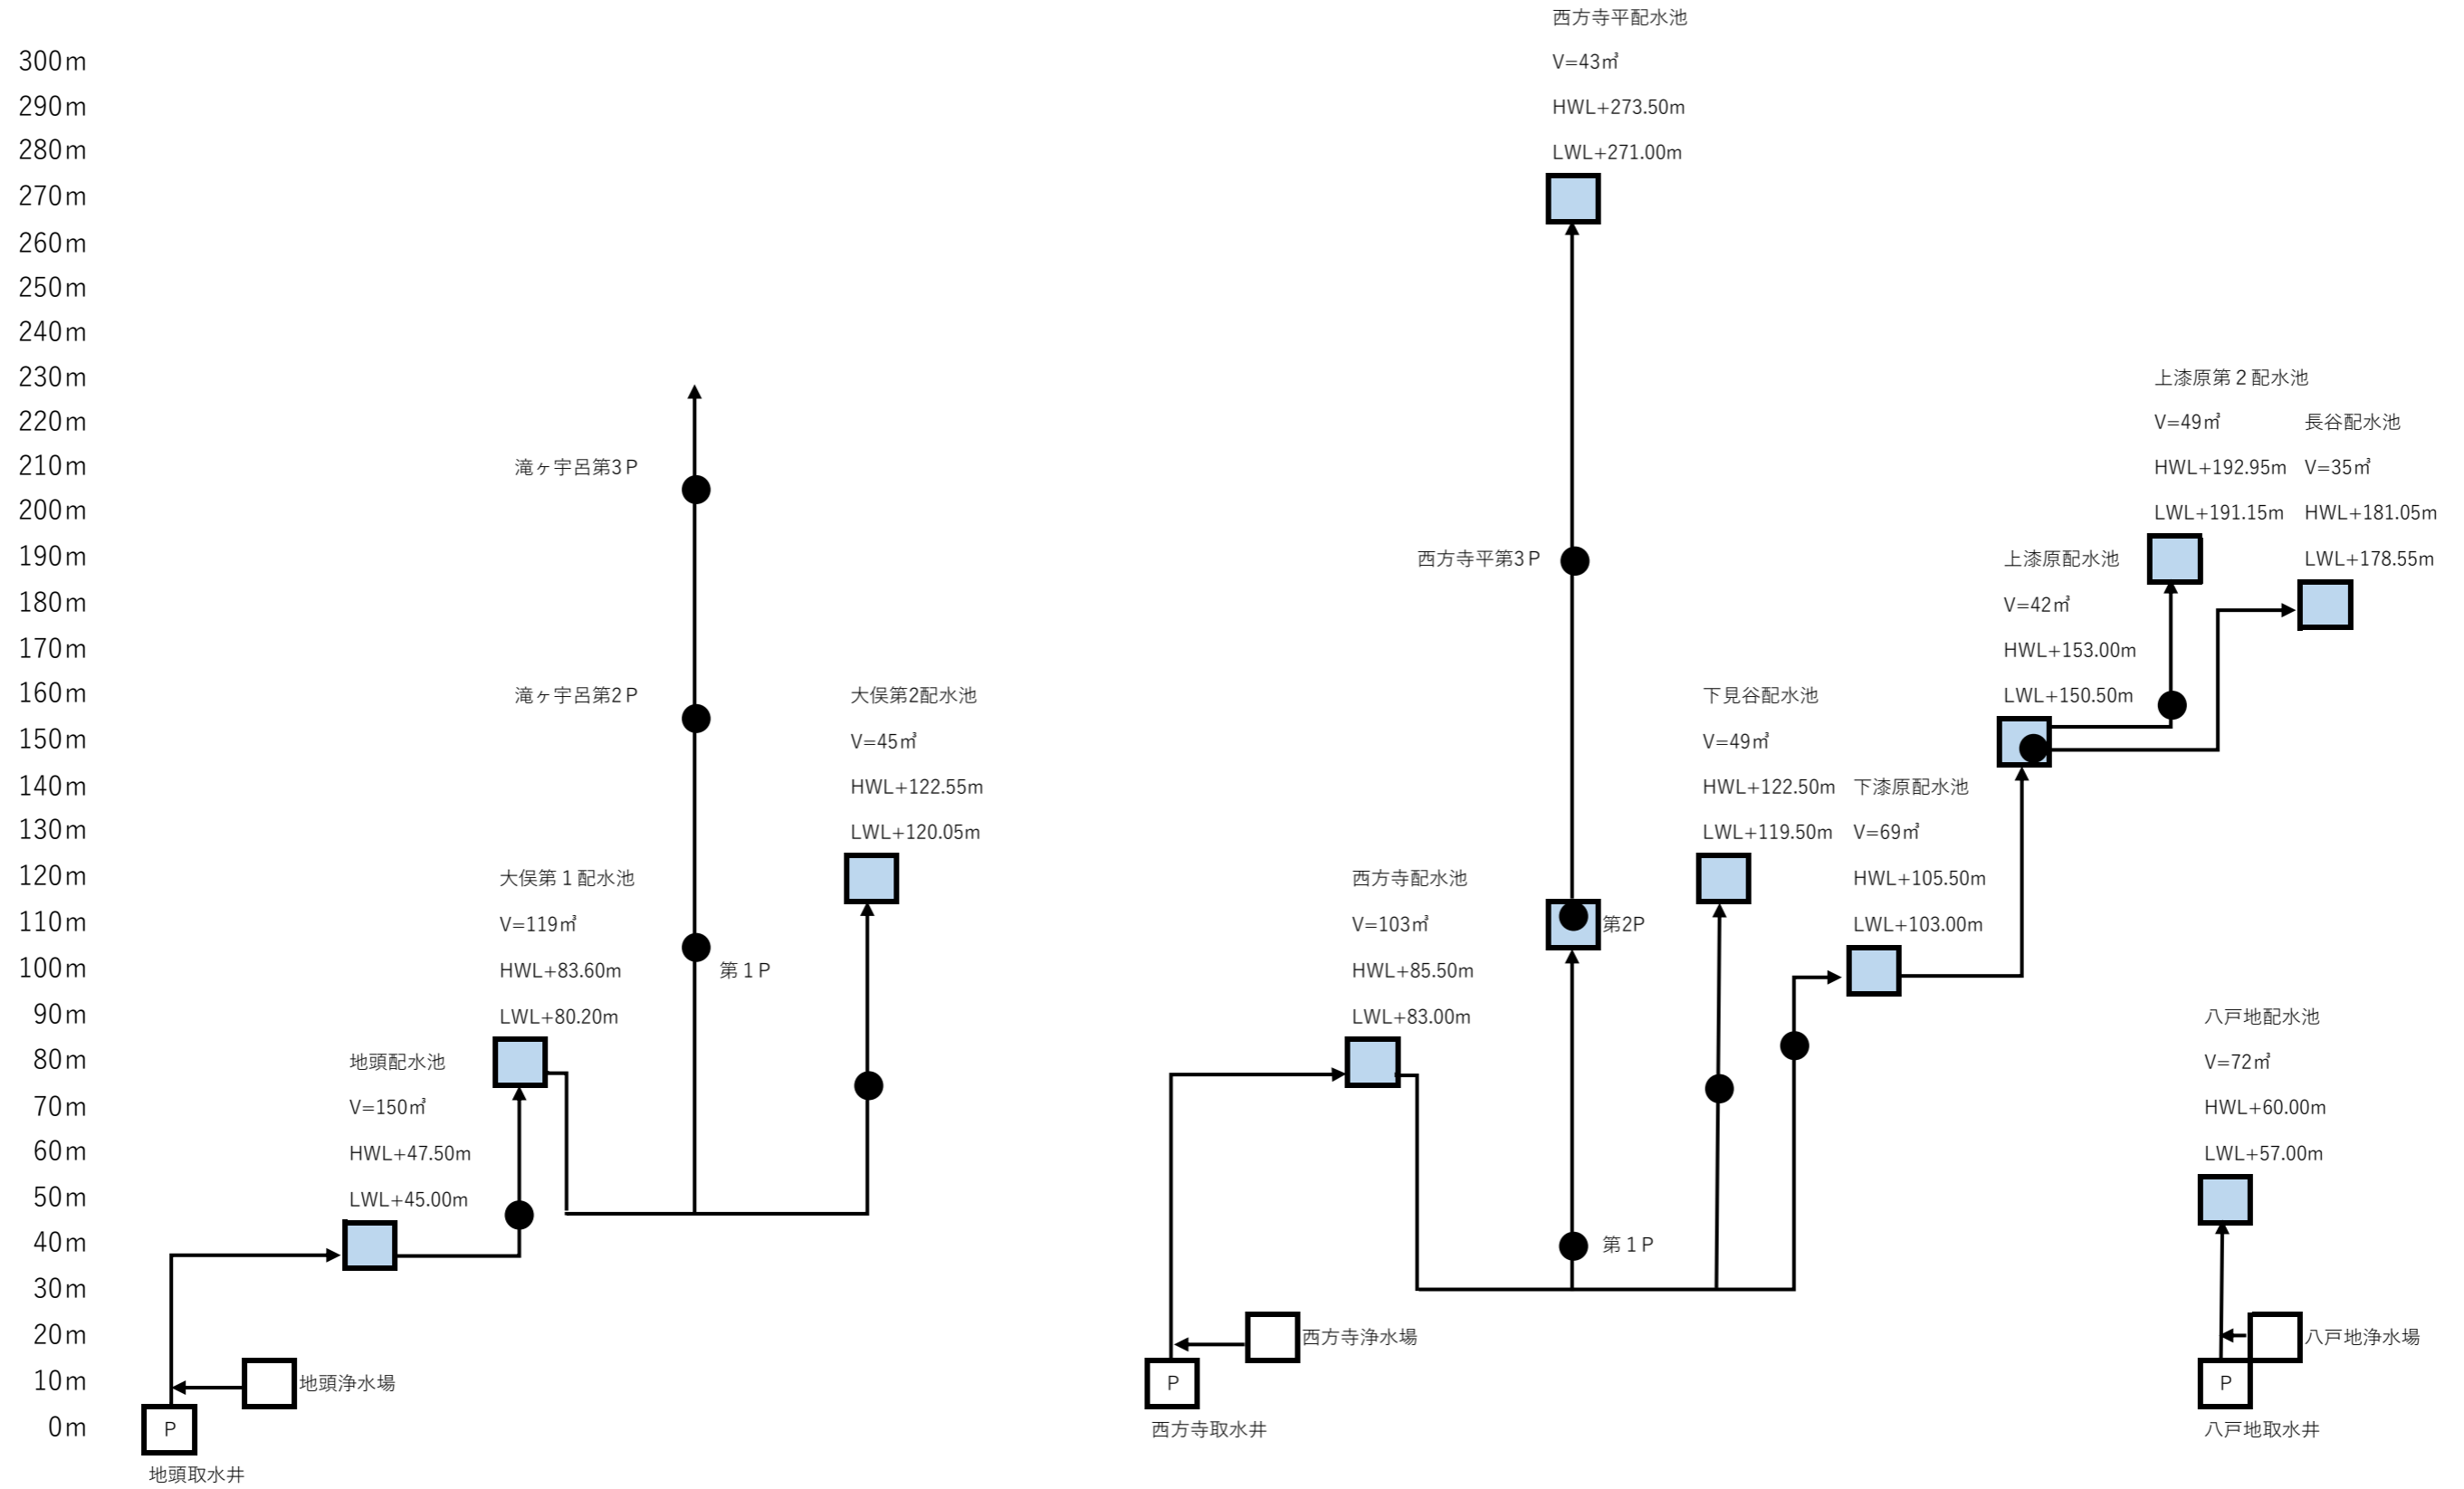 300m
290m
280m
270m
260m
250m
240m
230m
220m
210m
200m
190m
180m
170m
160m
150m
140m
130m
120m
110m
100m
90m
80m
70m
60m
50m
40m
30m
20m
10m
0m
地頭取水井
P
地頭浄水場
地頭配水池
V=150㎥
HWL+47.50m
LWL+45.00m
大俣第１配水池
V=119㎥
HWL+83.60m
LWL+80.20m
滝ヶ宇呂第3Ｐ
滝ヶ宇呂第2Ｐ
第１Ｐ
大俣第2配水池
V=45㎥
HWL+122.55m
LWL+120.05m
西方寺取水井
P
西方寺浄水場
西方寺配水池
V=103㎥
HWL+85.50m
LWL+83.00m
西方寺平配水池
V=43㎥
HWL+273.50m
LWL+271.00m
西方寺平第3Ｐ
第2P
第１Ｐ
下見谷配水池
V=49㎥
HWL+122.50m
LWL+119.50m
下漆原配水池
V=69㎥
HWL+105.50m
LWL+103.00m
上漆原配水池
V=42㎥
HWL+153.00m
LWL+150.50m
上漆原第２配水池
V=49㎥
HWL+192.95m
LWL+191.15m
長谷配水池
V=35㎥
HWL+181.05m
LWL+178.55m
八戸地配水池
V=72㎥
HWL+60.00m
LWL+57.00m
八戸地浄水場
P
八戸地取水井